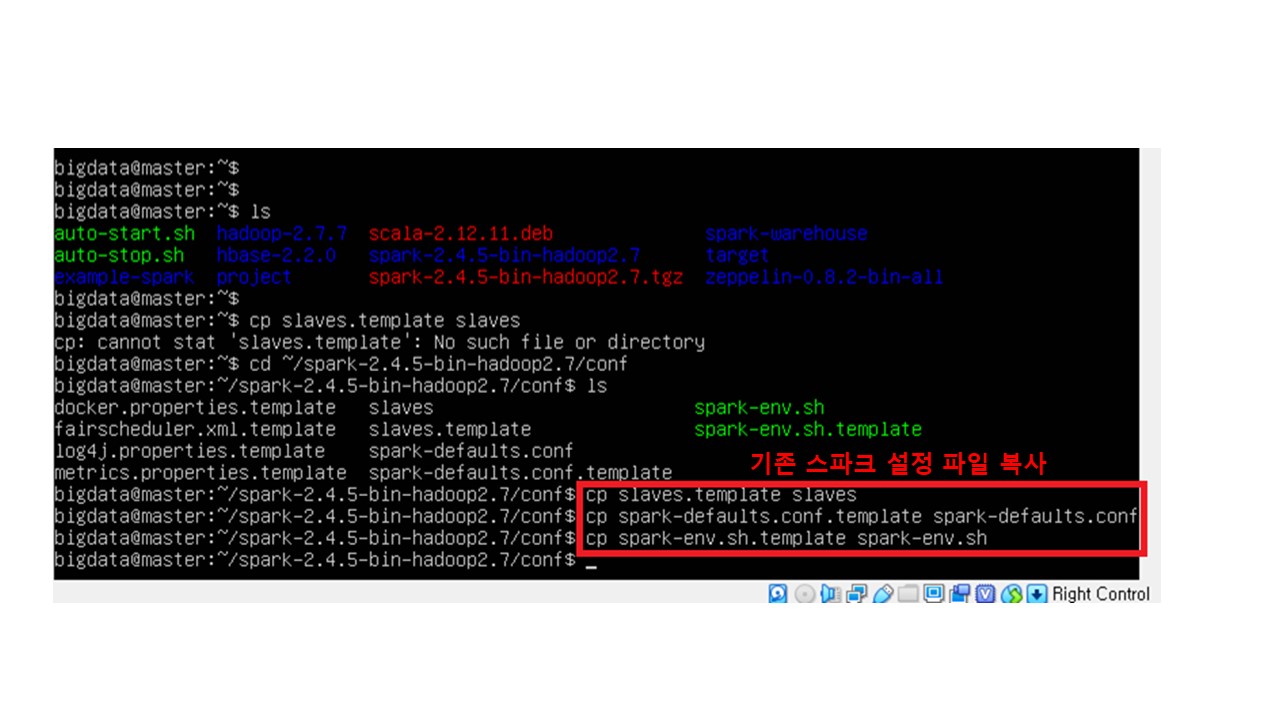 bigdata@master:~$
bigdata@master:~$
bigdata@master:~$ ls
auto-start.sh hadoop-2.7.7 scala-2.12.11.deb spark-warehouse
auto-stop.sh hbase-2.2.0 spark-2.4.5-bin-hadoop2.7 target
example-spark project spark-2.4.5-bin-hadoop2.7.tgz zeppelin-0.8.2-bin-all
bigdata@master:~$
bigdata@master:~$ cp slaves.template slaves
cp: cannot stat 'slaves.template': No such file or directory
bigdata@master:~$ cd ~/spark-2.4.5-bin-hadoop2.7/conf
bigdata@master:~/spark-2.4.5-bin-hadoop2.7/conf$ ls
docker.properties.template slaves spark-env.sh
fairscheduler.xml.template slaves.template spark-env.sh.template
log4j.properties.template spark-defaults.conf
metrics.properties.template spark-defaults.conf.template
기존 스파크 설정 파일 복사
bigdata@master:~/spark-2.4.5-bin-hadoop2.7/conf$ cp slaves.template slaves
bigdata@master:~/spark-2.4.5-bin-hadoop2.7/conf$ cp spark-defaults.conf.template spark-defaults.conf
bigdata@master:~/spark-2.4.5-bin-hadoop2.7/conf$ cp spark-env.sh.template spark-env.sh
bigdata@master:~/spark-2.4.5-bin-hadoop2.7/conf$ _
Right Control